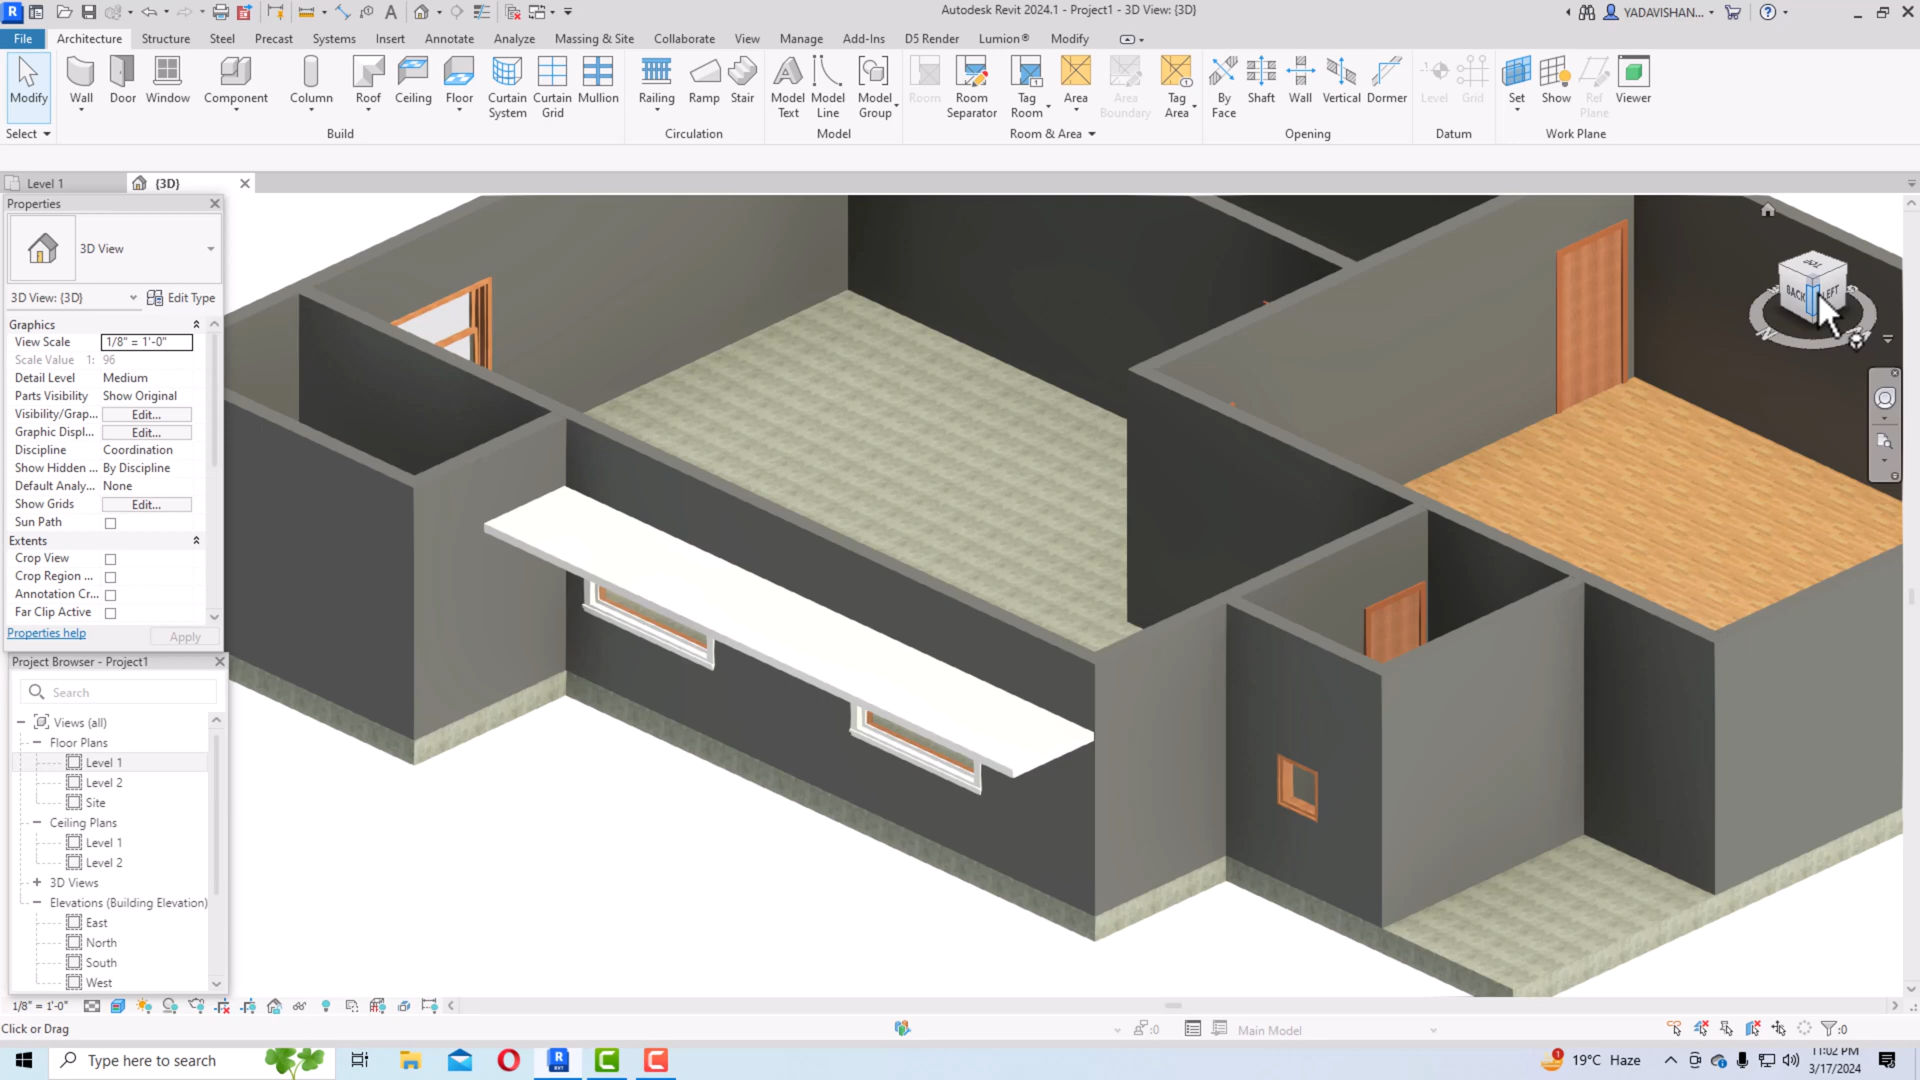 Autodesk Revit 2024.1 - Project1 - 3D View: {3D}
YADAVISHAN...
File Architecture Structure Steel Precast Systems Insert Annotate Analyze Massing & Site Collaborate View Manage Add-Ins D5 Render Lumion® Modify
Modify Wall Door Window Component Column Roof Ceiling Floor Curtain System Curtain Grid Mullion Railing Ramp Stair Model Text Model Line Model Group Room Room Separator Tag Room Area Area Boundary Tag Area By Face Shaft Wall Vertical Dormer Level Grid Set Show Ref Plane Viewer
Select Build Circulation Model Room & Area Opening Datum Work Plane
Level 1 {3D}
Properties
3D View
3D View: {3D} Edit Type
Graphics
View Scale 1/8" = 1'-0"
Scale Value 1: 96
Detail Level Medium
Parts Visibility Show Original
Visibility/Grap... Edit...
Graphic Displ... Edit...
Discipline Coordination
Show Hidden ... By Discipline
Default Analy... None
Show Grids Edit...
Sun Path
Extents
Crop View
Crop Region ...
Annotation Cr...
Far Clip Active
Properties help Apply
Project Browser - Project1
Search
Views (all)
Floor Plans
Level 1
Level 2
Site
Ceiling Plans
Level 1
Level 2
3D Views
Elevations (Building Elevation)
East
North
South
West
TOP
BACK LEFT
N
1/8" = 1'-0"
Click or Drag
:0
Main Model
:0
Type here to search
R
RVT
C
C
1
19°C Haze
11:02 PM
3/17/2024